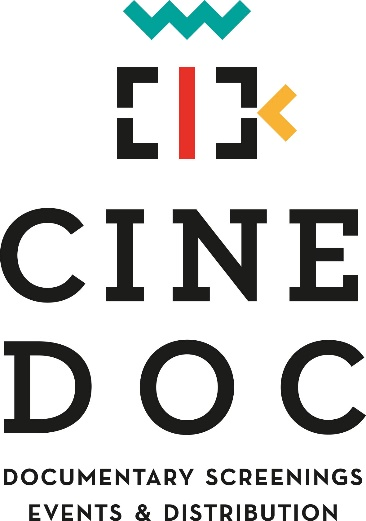 CINE
DOC
DOCUMENTARY SCREENINGS
EVENTS & DISTRIBUTION